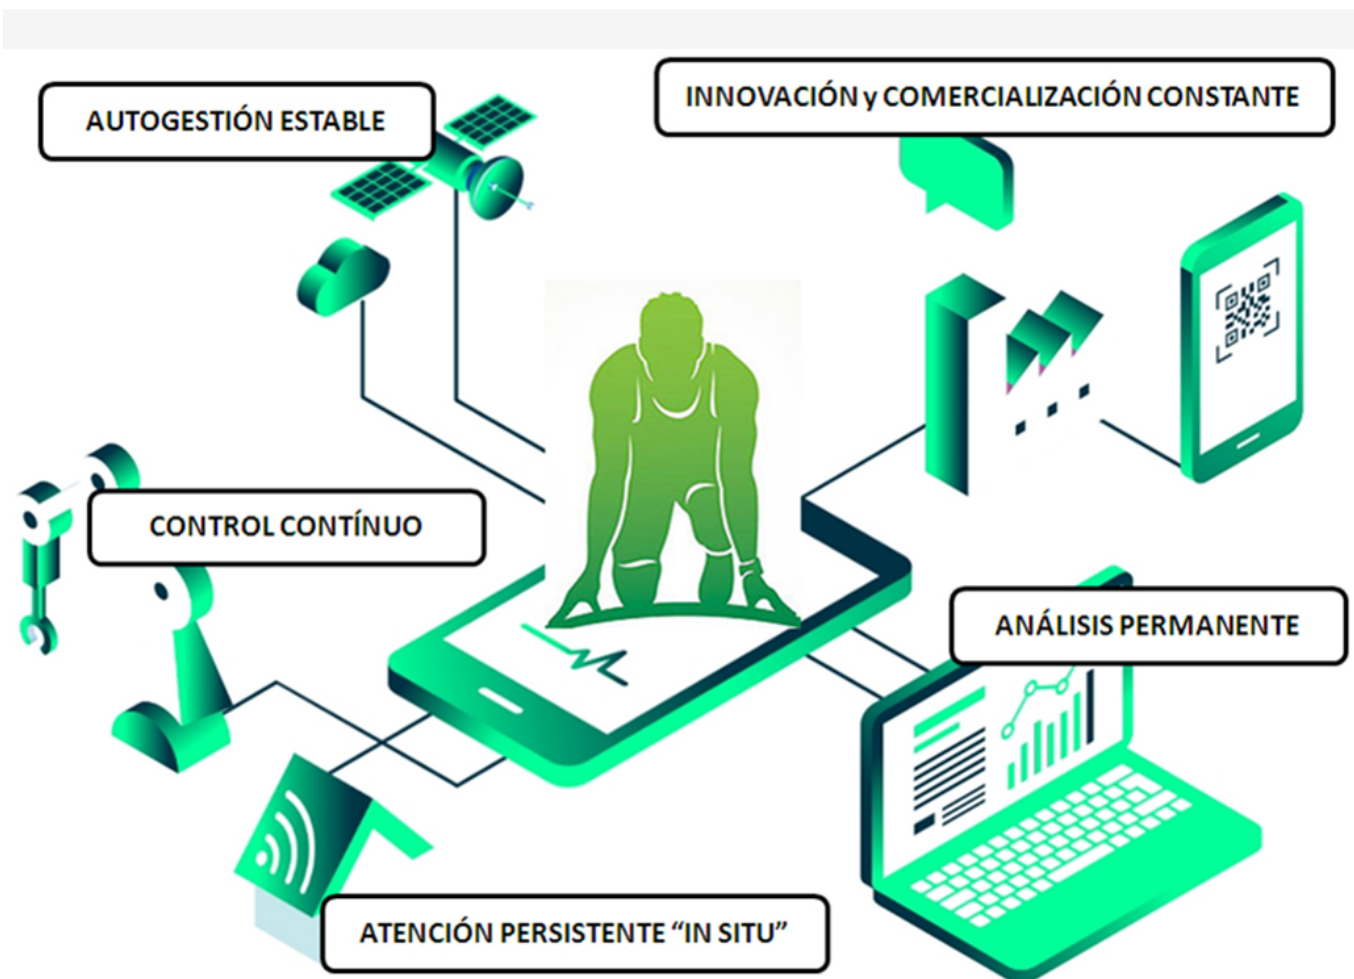 AUTOGESTIÓN ESTABLE
INNOVACIÓN y COMERCIALIZACIÓN CONSTANTE
CONTROL CONTÍNUO
ANÁLISIS PERMANENTE
ATENCIÓN PERSISTENTE “IN SITU”